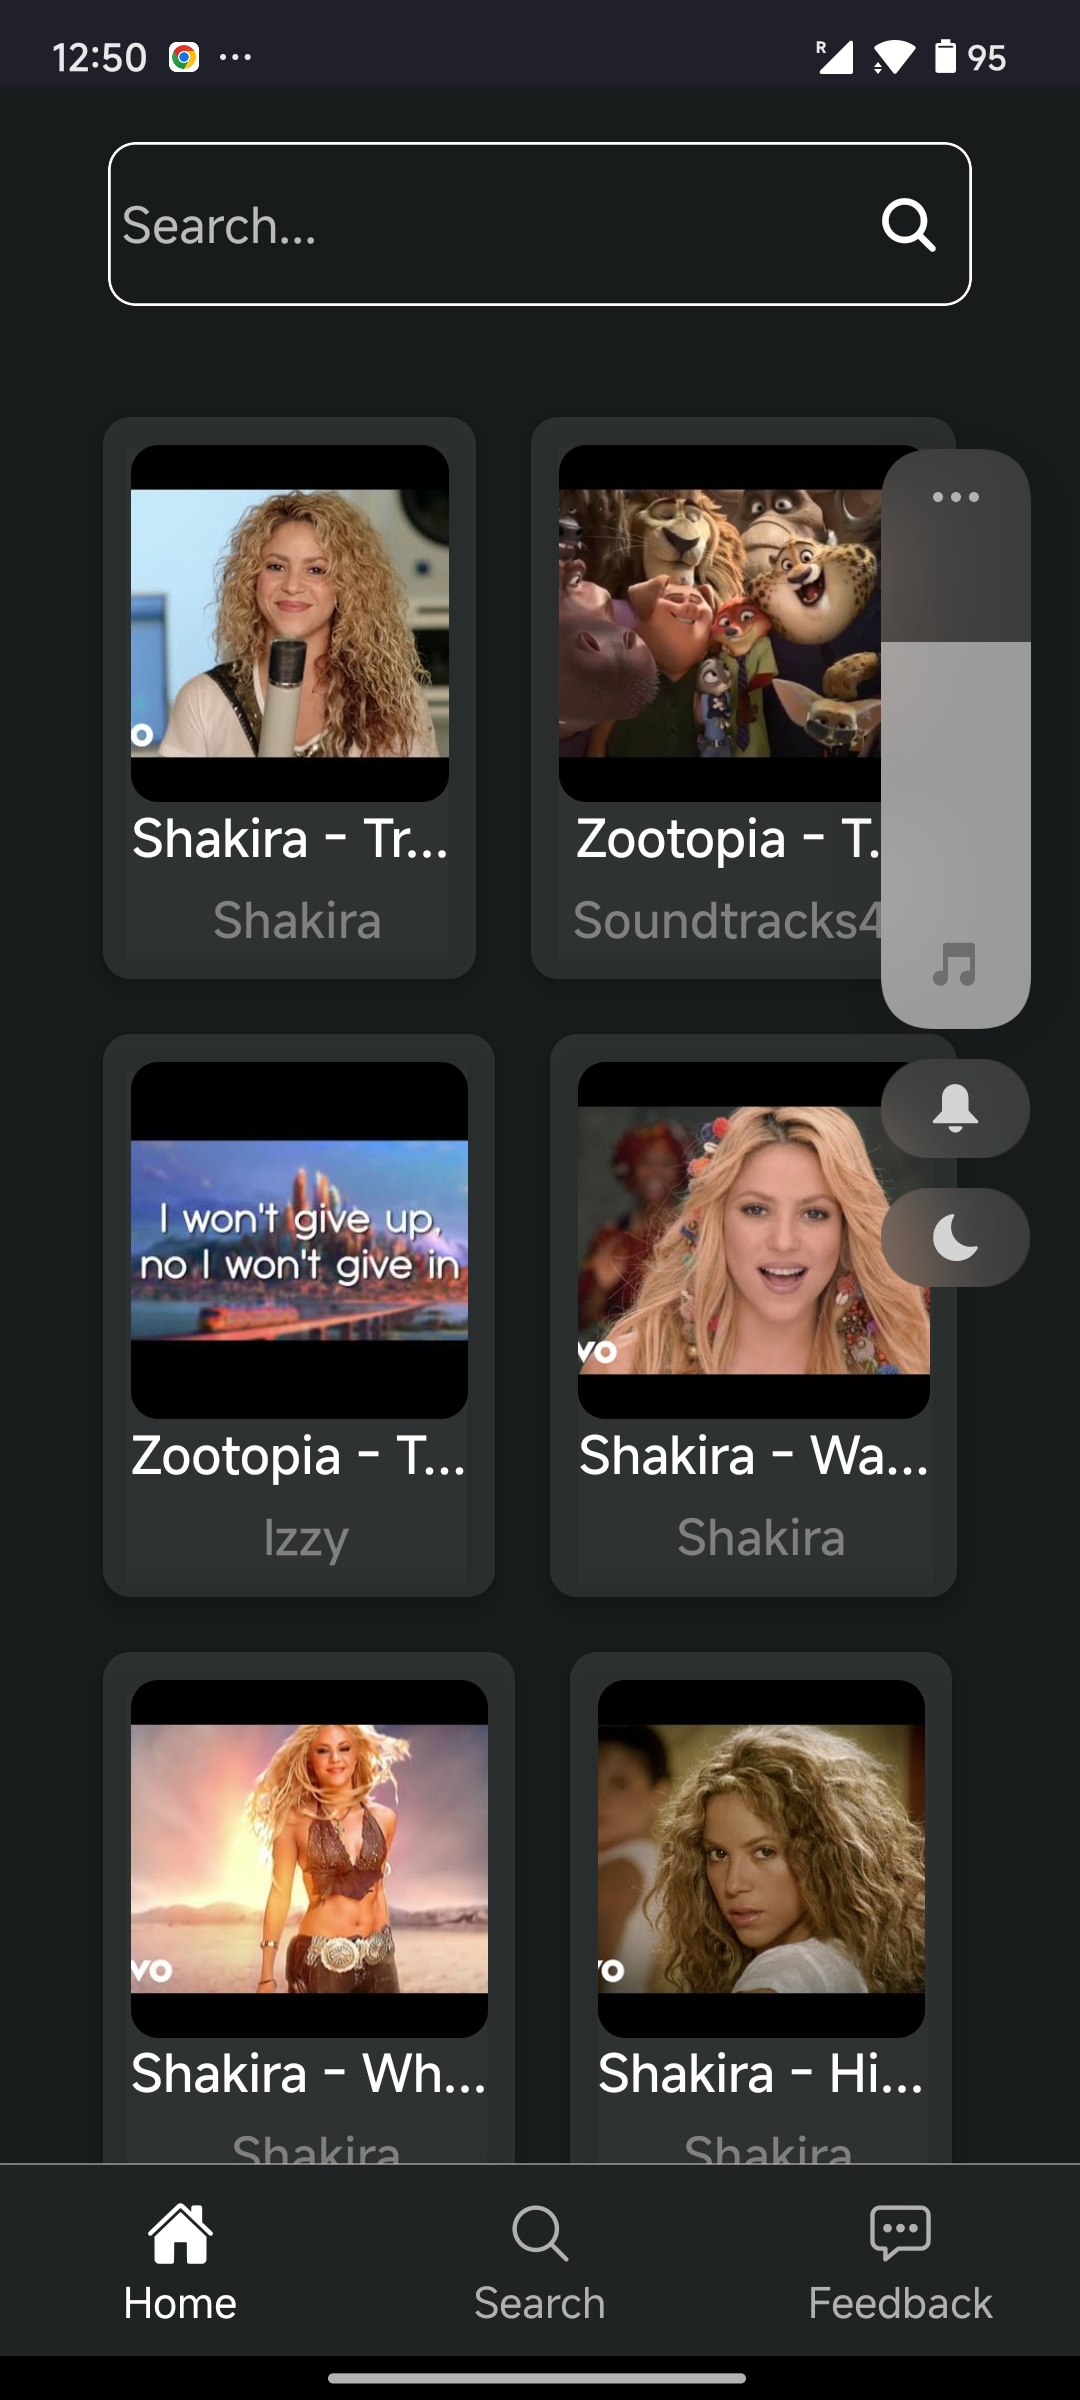 12:50
R
95
Search...
O
Shakira - Tr...
Shakira
Zootopia - T.
Soundtracks4
I won't give up,
no I won't give in
Zootopia - T...
Izzy
vo
Shakira - Wa...
Shakira
vo
Shakira - Wh...
Shakira
vo
Shakira - Hi...
Shakira
Home
Search
Feedback